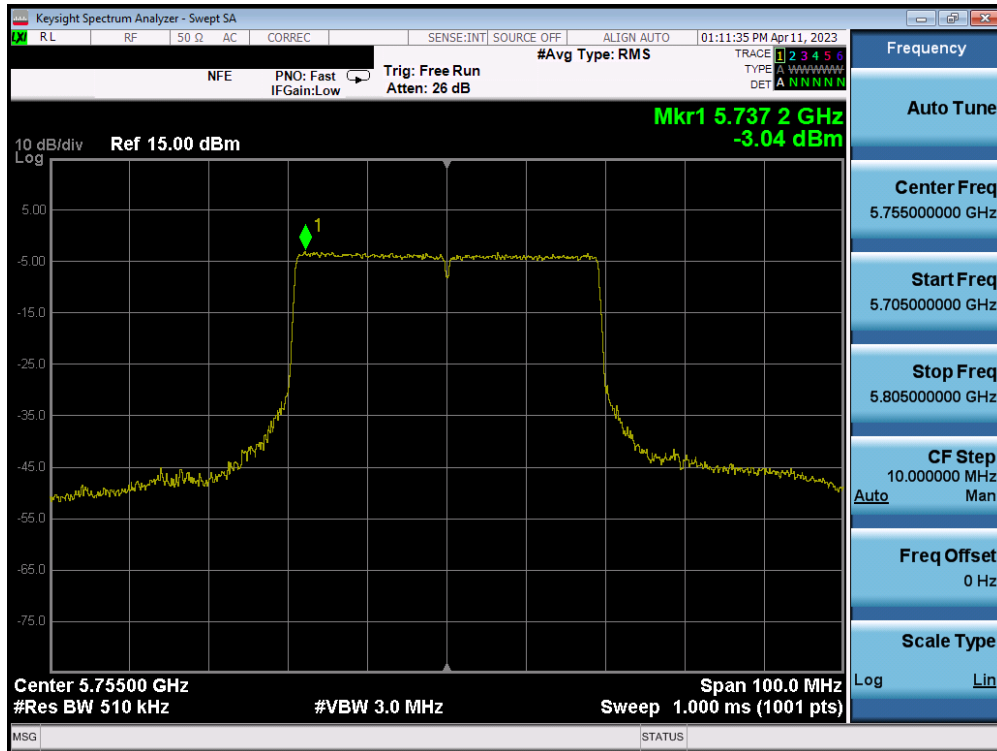 Keysight Spectrum Analyzer - Swept SA
LXI RL RF 50 Ω AC CORREC SENSE:INT SOURCE OFF ALIGN AUTO 01:11:35 PM Apr 11, 2023
NFE PNO: Fast Trig: Free Run #Avg Type: RMS TRACE 1 2 3 4 5 6
IFGain:Low Atten: 26 dB TYPE A WWWWW
DET A N N N N N
Mkr1 5.737 2 GHz
-3.04 dBm
10 dB/div Ref 15.00 dBm
Log
1
5.00
-5.00
-15.0
-25.0
-35.0
-45.0
-55.0
-65.0
-75.0
Center 5.75500 GHz Span 100.0 MHz
#Res BW 510 kHz #VBW 3.0 MHz Sweep 1.000 ms (1001 pts)
MSG STATUS
Frequency
Auto Tune
Center Freq
5.755000000 GHz
Start Freq
5.705000000 GHz
Stop Freq
5.805000000 GHz
CF Step
10.000000 MHz
Auto Man
Freq Offset
0 Hz
Scale Type
Log Lin